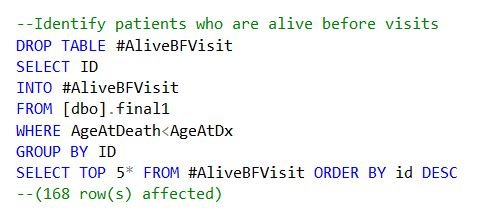 --Identify patients who are alive before visits
DROP TABLE #AliveBFVisit
SELECT ID
INTO #AliveBFVisit
FROM [dbo].final1
WHERE AgeAtDeath<AgeAtDx
GROUP BY ID
SELECT TOP 5* FROM #AliveBFVisit ORDER BY id DESC
--(168 row(s) affected)